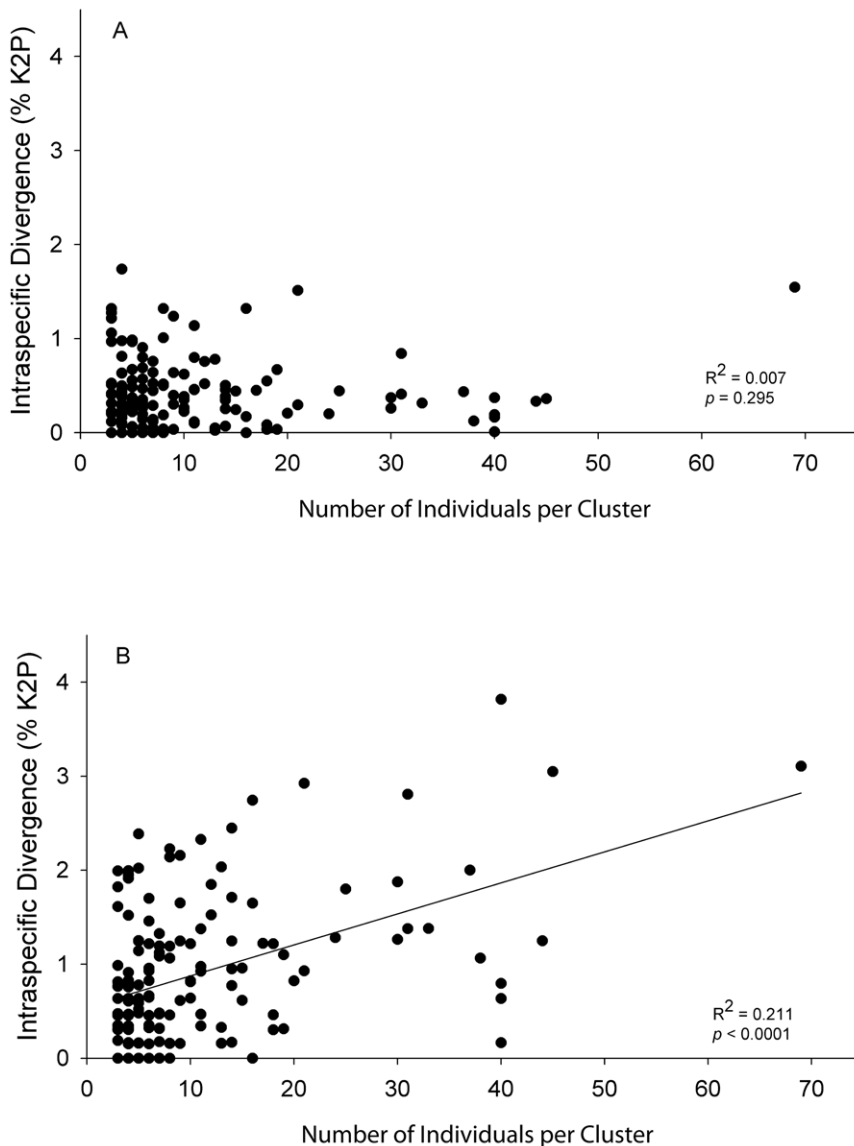 A
Intraspecific Divergence (% K2P)
4
3
2
1
0
R² = 0.007
p = 0.295
0 10 20 30 40 50 60 70
Number of Individuals per Cluster
B
Intraspecific Divergence (% K2P)
4
3
2
1
0
R² = 0.211
p < 0.0001
0 10 20 30 40 50 60 70
Number of Individuals per Cluster